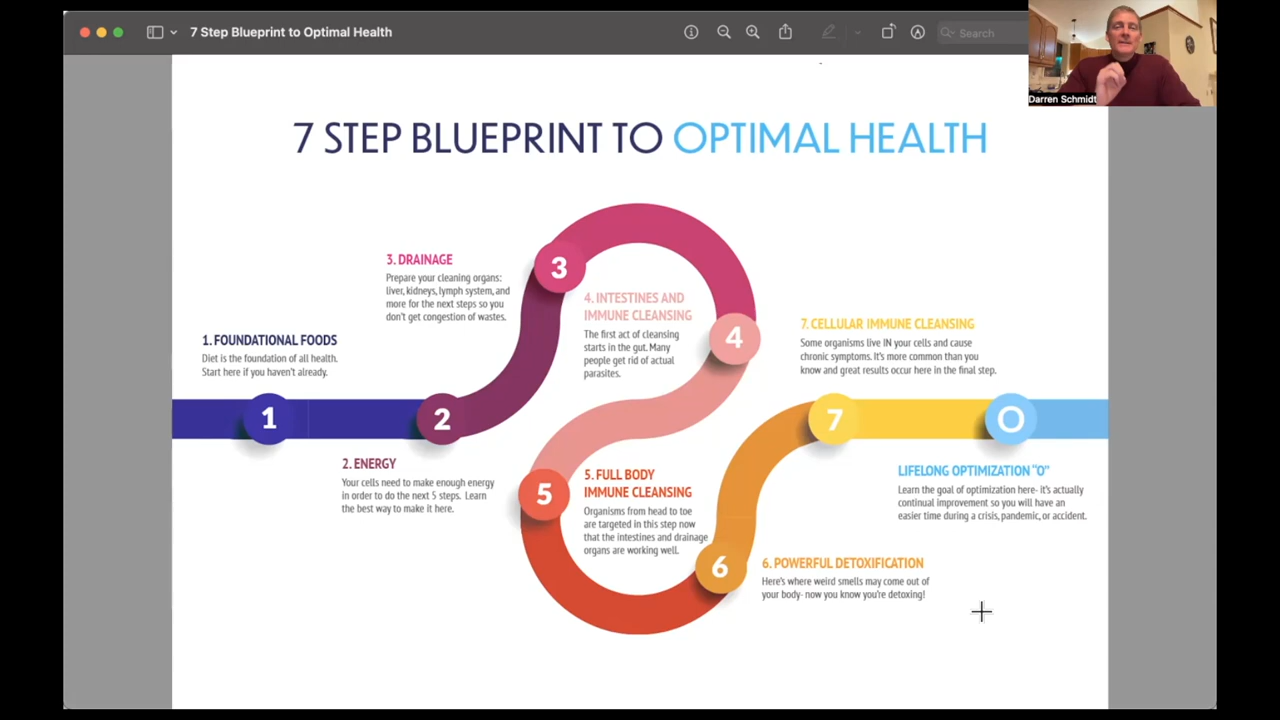 7 Step Blueprint to Optimal Health
Search
Darren Schmidt
7 STEP BLUEPRINT TO OPTIMAL HEALTH
3. DRAINAGE
Prepare your cleaning organs:
liver, kidneys, lymph system, and
more for the next steps so you
don't get congestion of wastes.
3
4. INTESTINES AND
IMMUNE CLEANSING
The first act of cleansing
starts in the gut. Many
people get rid of actual
parasites.
4
1. FOUNDATIONAL FOODS
Diet is the foundation of all health.
Start here if you haven't already.
7. CELLULAR IMMUNE CLEANSING
Some organisms live IN your cells and cause
chronic symptoms. It's more common than you
know and great results occur here in the final step.
1
2
7
O
2. ENERGY
Your cells need to make enough energy
in order to do the next 5 steps. Learn
the best way to make it here.
5
5. FULL BODY
IMMUNE CLEANSING
Organisms from head to toe
are targeted in this step now
that the intestines and drainage
organs are working well.
LIFELONG OPTIMIZATION "O"
Learn the goal of optimization here- it's actually
continual improvement so you will have an
easier time during a crisis, pandemic, or accident.
6
6. POWERFUL DETOXIFICATION
Here's where weird smells may come out of
your body- now you know you're detoxing!